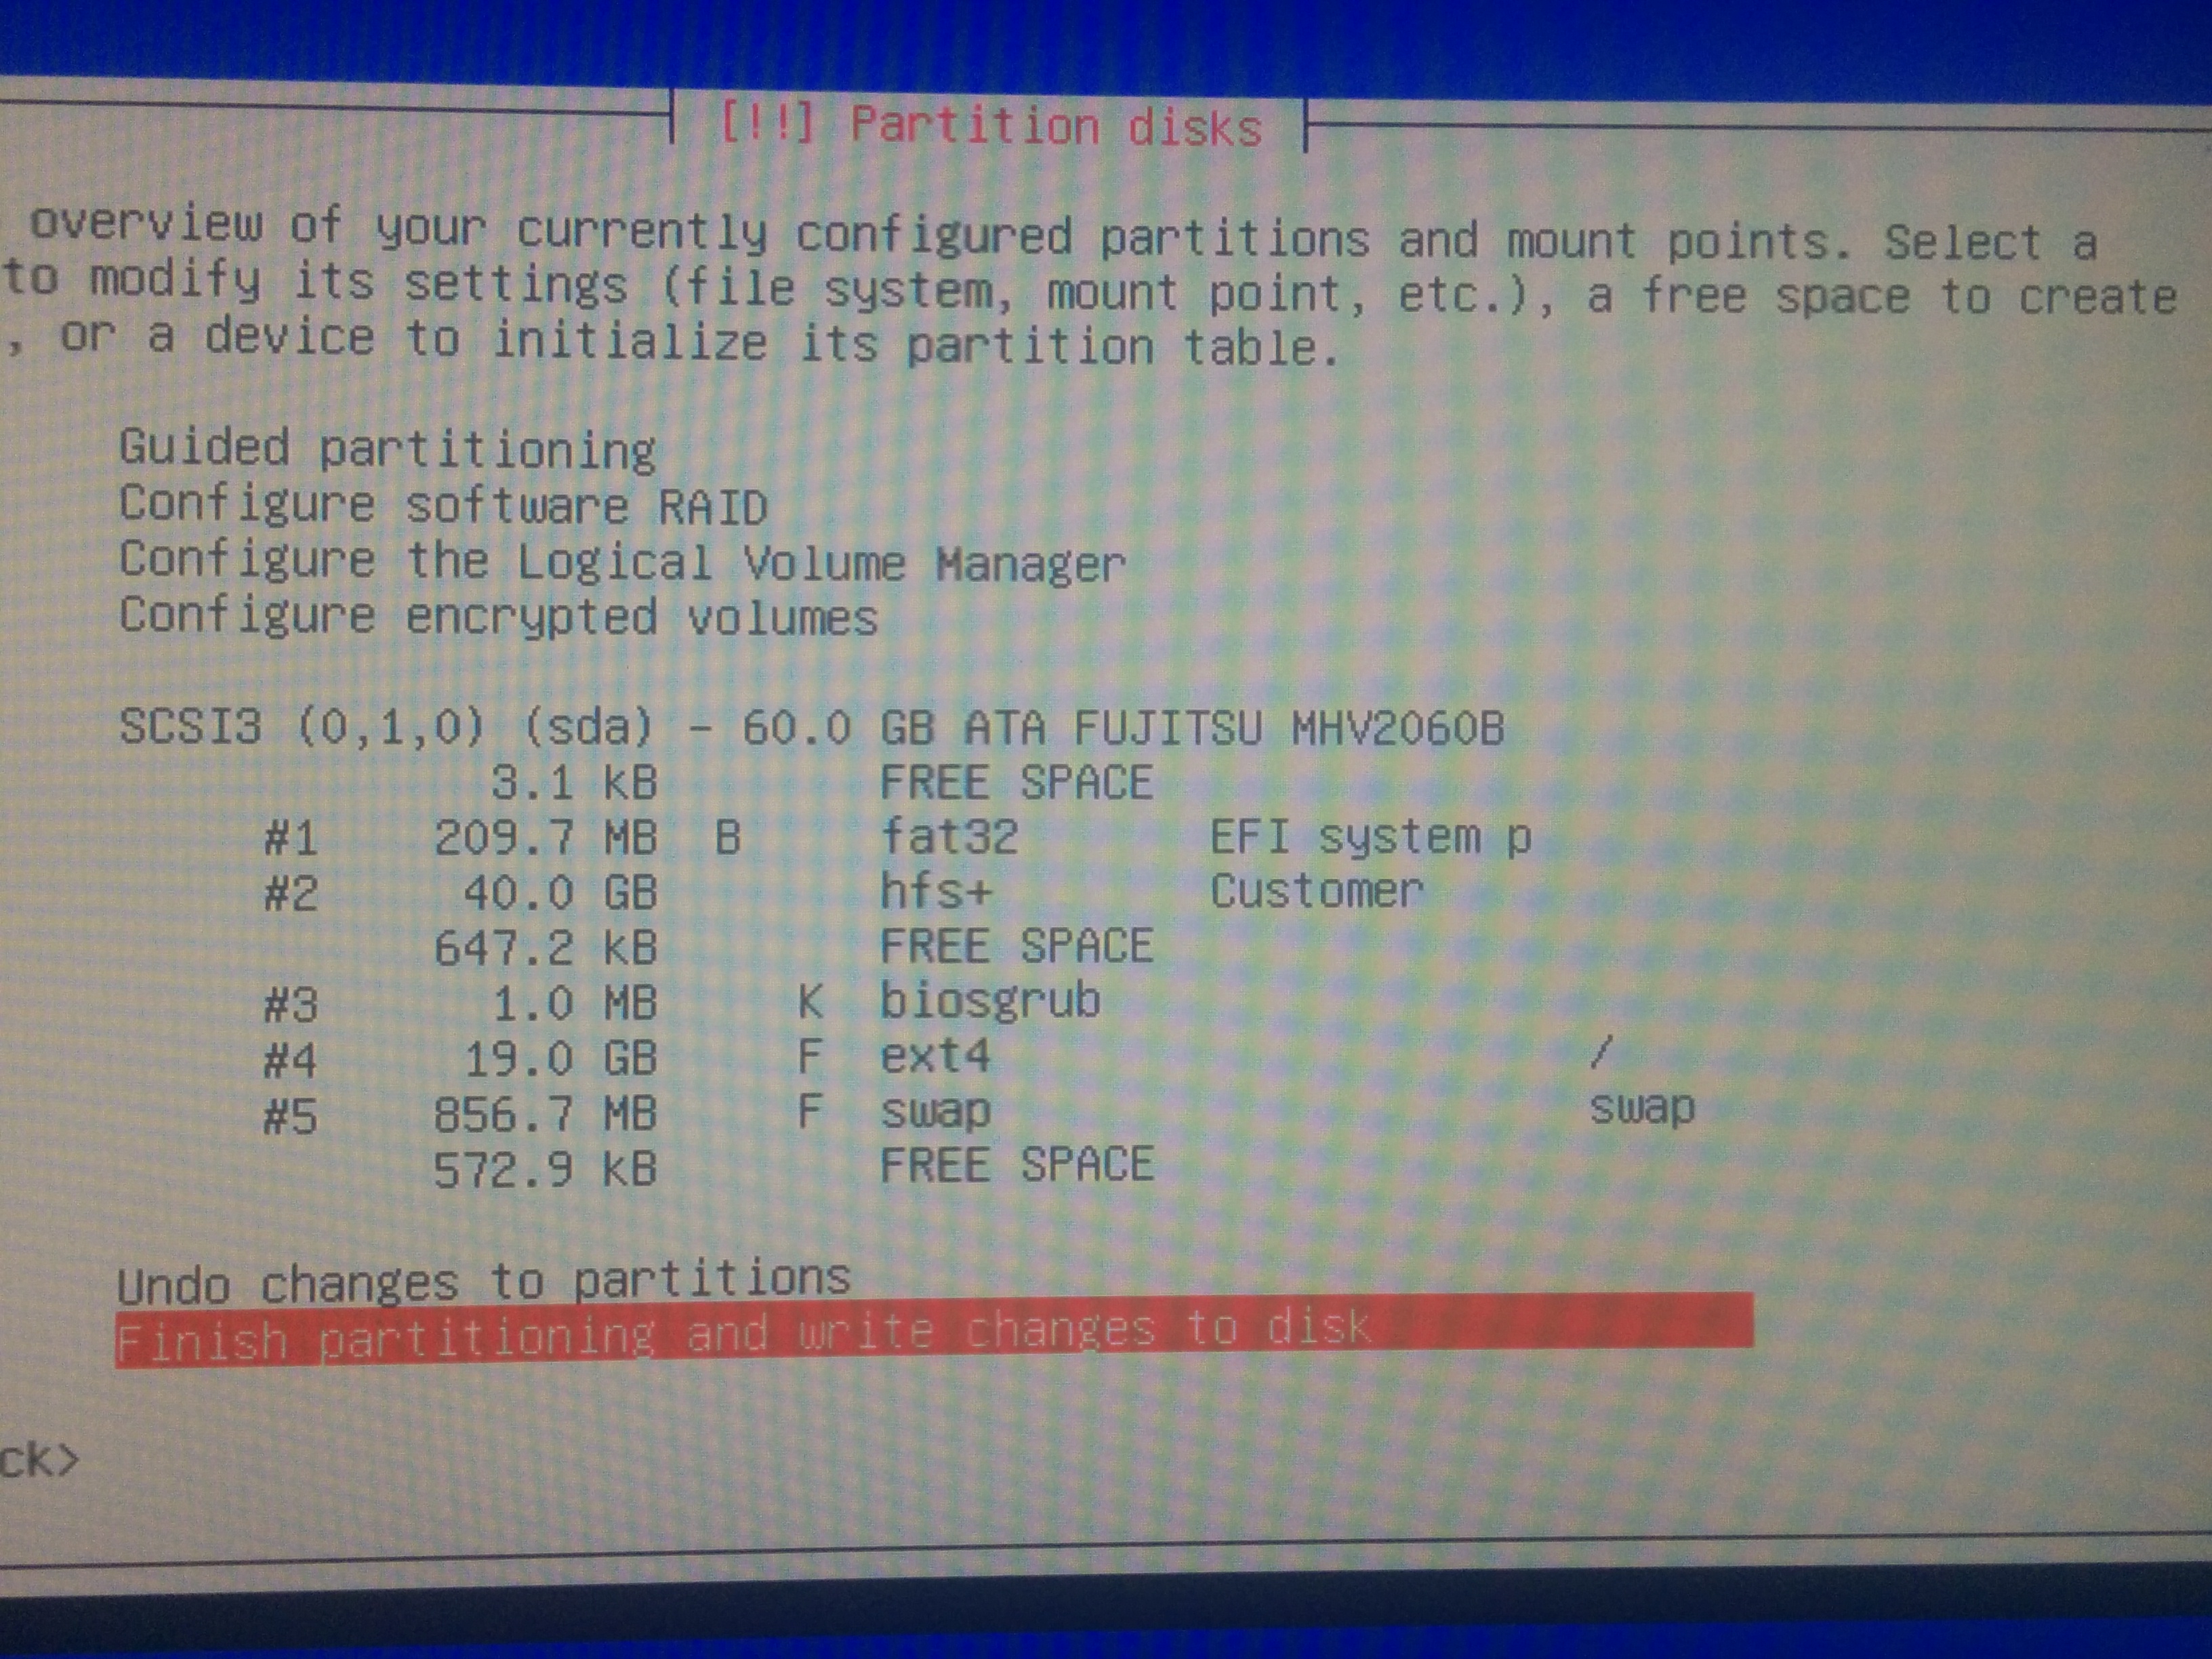 [!!] Partition disks
overview of your currently configured partitions and mount points. Select a
to modify its settings (file system, mount point, etc.), a free space to create
, or a device to initialize its partition table.
Guided partitioning
Configure software RAID
Configure the Logical Volume Manager
Configure encrypted volumes
SCSI3 (0,1,0) (sda) - 60.0 GB ATA FUJITSU MHV2060B
3.1 kB FREE SPACE
#1 209.7 MB B fat32 EFI system p
#2 40.0 GB hfs+ Customer
647.2 kB FREE SPACE
#3 1.0 MB K biosgrub
#4 19.0 GB F ext4 /
#5 856.7 MB F swap swap
572.9 kB FREE SPACE
Undo changes to partitions
Finish partitioning and write changes to disk
ck>